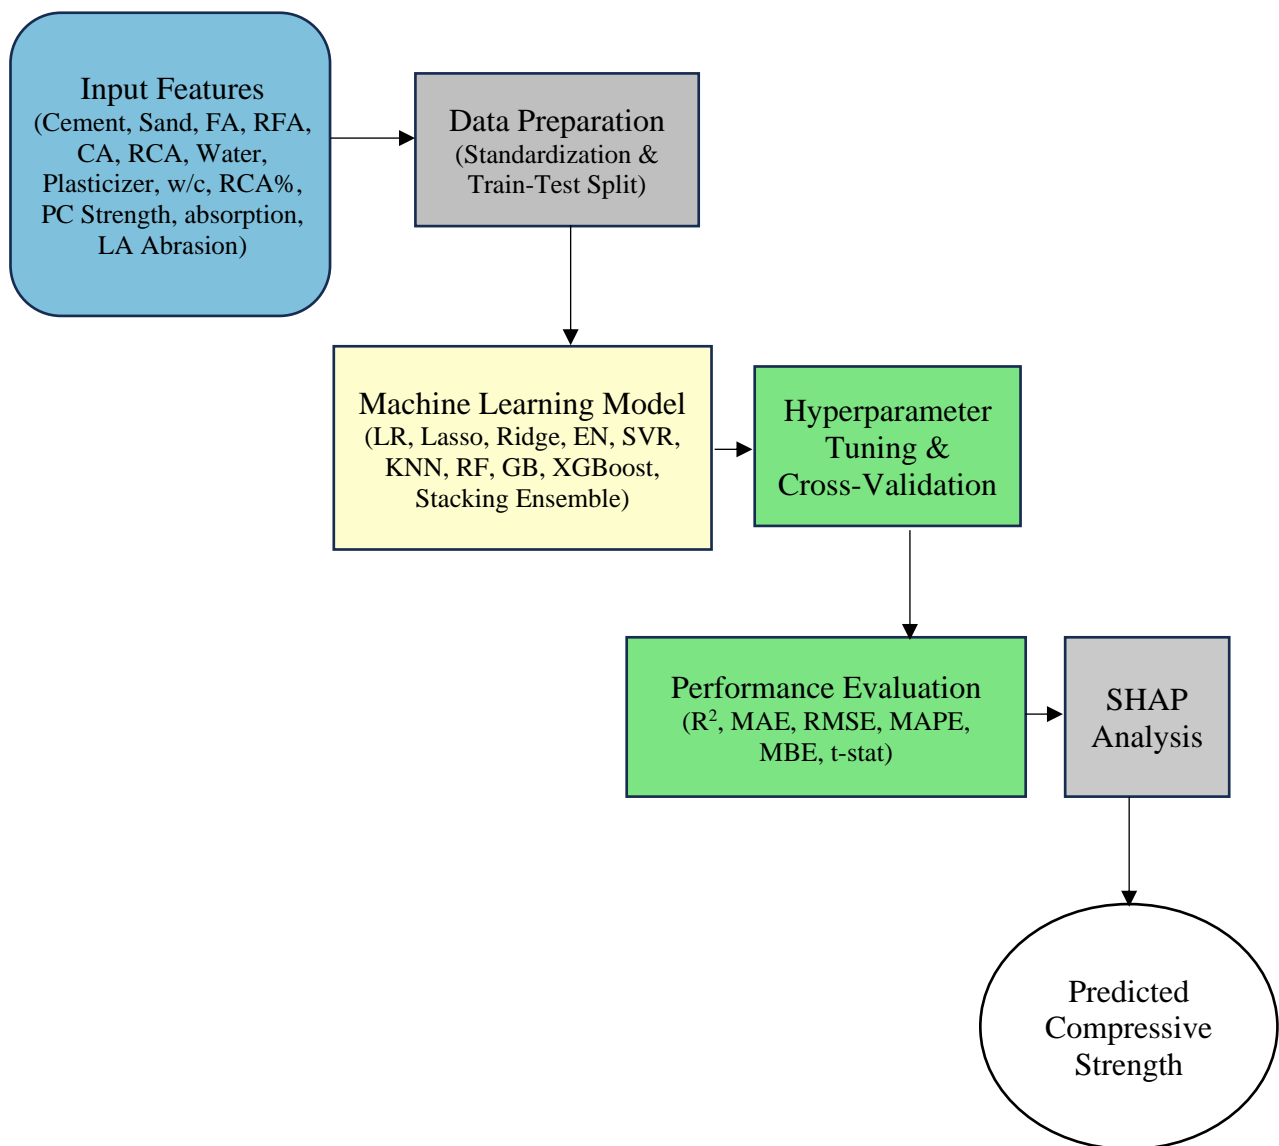 Input Features
(Cement, Sand, FA, RFA,
CA, RCA, Water,
Plasticizer, w/c, RCA%,
PC Strength, absorption,
LA Abrasion)
Data Preparation
(Standardization &
Train-Test Split)
Machine Learning Model
(LR, Lasso, Ridge, EN, SVR,
KNN, RF, GB, XGBoost,
Stacking Ensemble)
Hyperparameter
Tuning &
Cross-Validation
Performance Evaluation
(R², MAE, RMSE, MAPE,
MBE, t-stat)
SHAP
Analysis
Predicted
Compressive
Strength